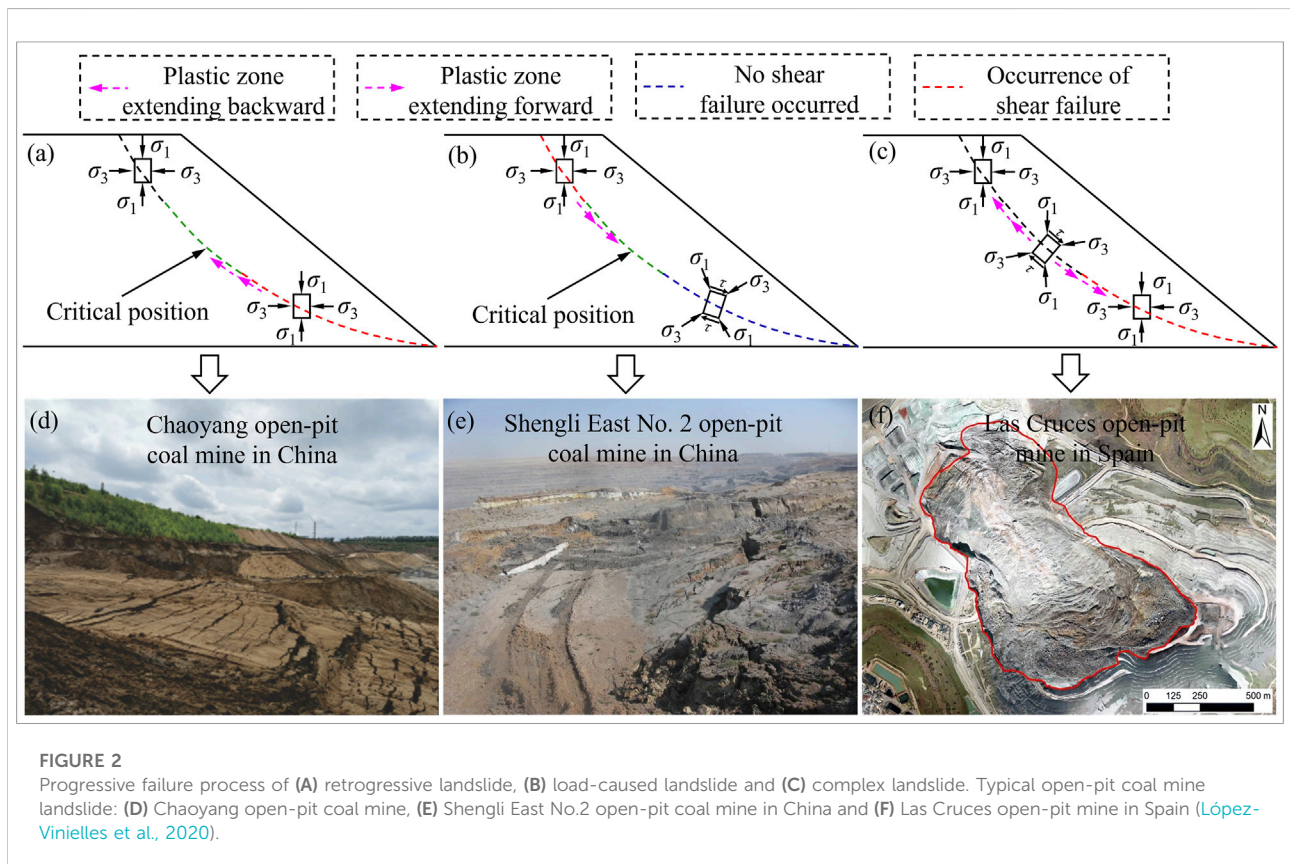 Plastic zone
extending backward
Plastic zone
extending forward
No shear
failure occurred
Occurrence of
shear failure
(a)
σ1
σ3
σ3
σ1
Critical position
σ1
σ3
σ3
σ1
(b)
σ1
σ3
σ3
σ1
Critical position
σ1
τ
σ3
σ3
τ
σ1
(c)
σ1
σ3
σ3
σ1
σ1
τ
σ3
σ3
τ
σ1
σ1
σ3
σ3
σ1
(d)
Chaoyang open-pit
coal mine in China
(e)
Shengli East No. 2 open-pit
coal mine in China
(f)
Las Cruces open-pit
mine in Spain
N
0 125 250 500 m
FIGURE 2
Progressive failure process of (A) retrogressive landslide, (B) load-caused landslide and (C) complex landslide. Typical open-pit coal mine
landslide: (D) Chaoyang open-pit coal mine, (E) Shengli East No.2 open-pit coal mine in China and (F) Las Cruces open-pit mine in Spain (López-
Vinielles et al., 2020).